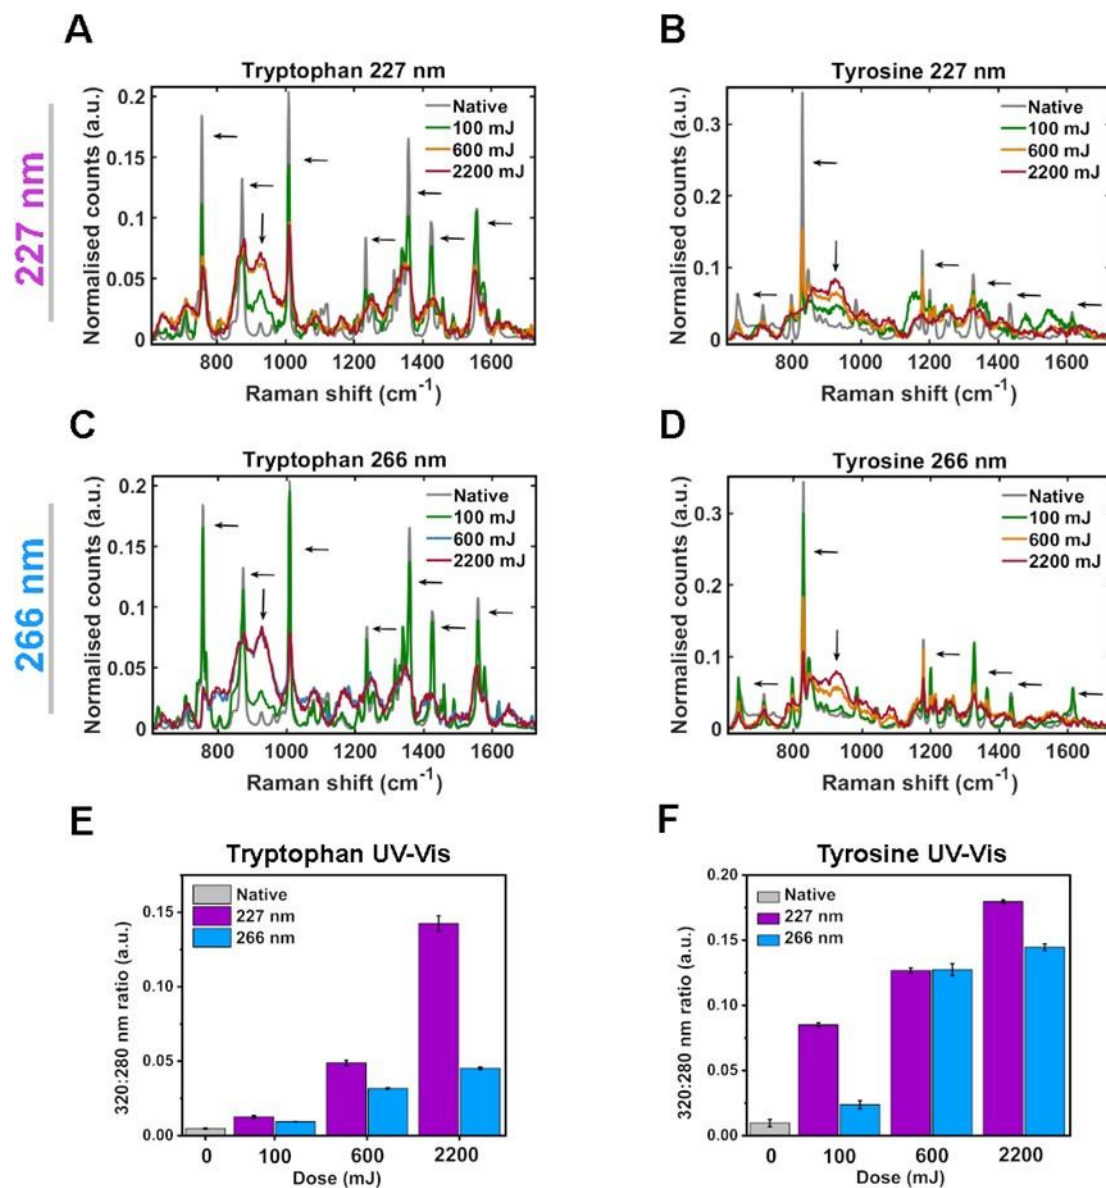 A
B
Tryptophan 227 nm
Tyrosine 227 nm
227 nm
Normalised counts (a.u.)
0.2
0.15
0.1
0.05
0
Native
100 mJ
600 mJ
2200 mJ
800 1000 1200 1400 1600
Raman shift (cm-1)
Normalised counts (a.u.)
0.3
0.2
0.1
0
Native
100 mJ
600 mJ
2200 mJ
800 1000 1200 1400 1600
Raman shift (cm-1)
C
D
Tryptophan 266 nm
Tyrosine 266 nm
266 nm
Normalised counts (a.u.)
0.2
0.15
0.1
0.05
0
Native
100 mJ
600 mJ
2200 mJ
800 1000 1200 1400 1600
Raman shift (cm-1)
Normalised counts (a.u.)
0.3
0.2
0.1
0
Native
100 mJ
600 mJ
2200 mJ
800 1000 1200 1400 1600
Raman shift (cm-1)
E
F
Tryptophan UV-Vis
Tyrosine UV-Vis
320:280 nm ratio (a.u.)
0.15
0.10
0.05
0.00
Native
227 nm
266 nm
0 100 600 2200
Dose (mJ)
320:280 nm ratio (a.u.)
0.20
0.15
0.10
0.05
0.00
Native
227 nm
266 nm
0 100 600 2200
Dose (mJ)